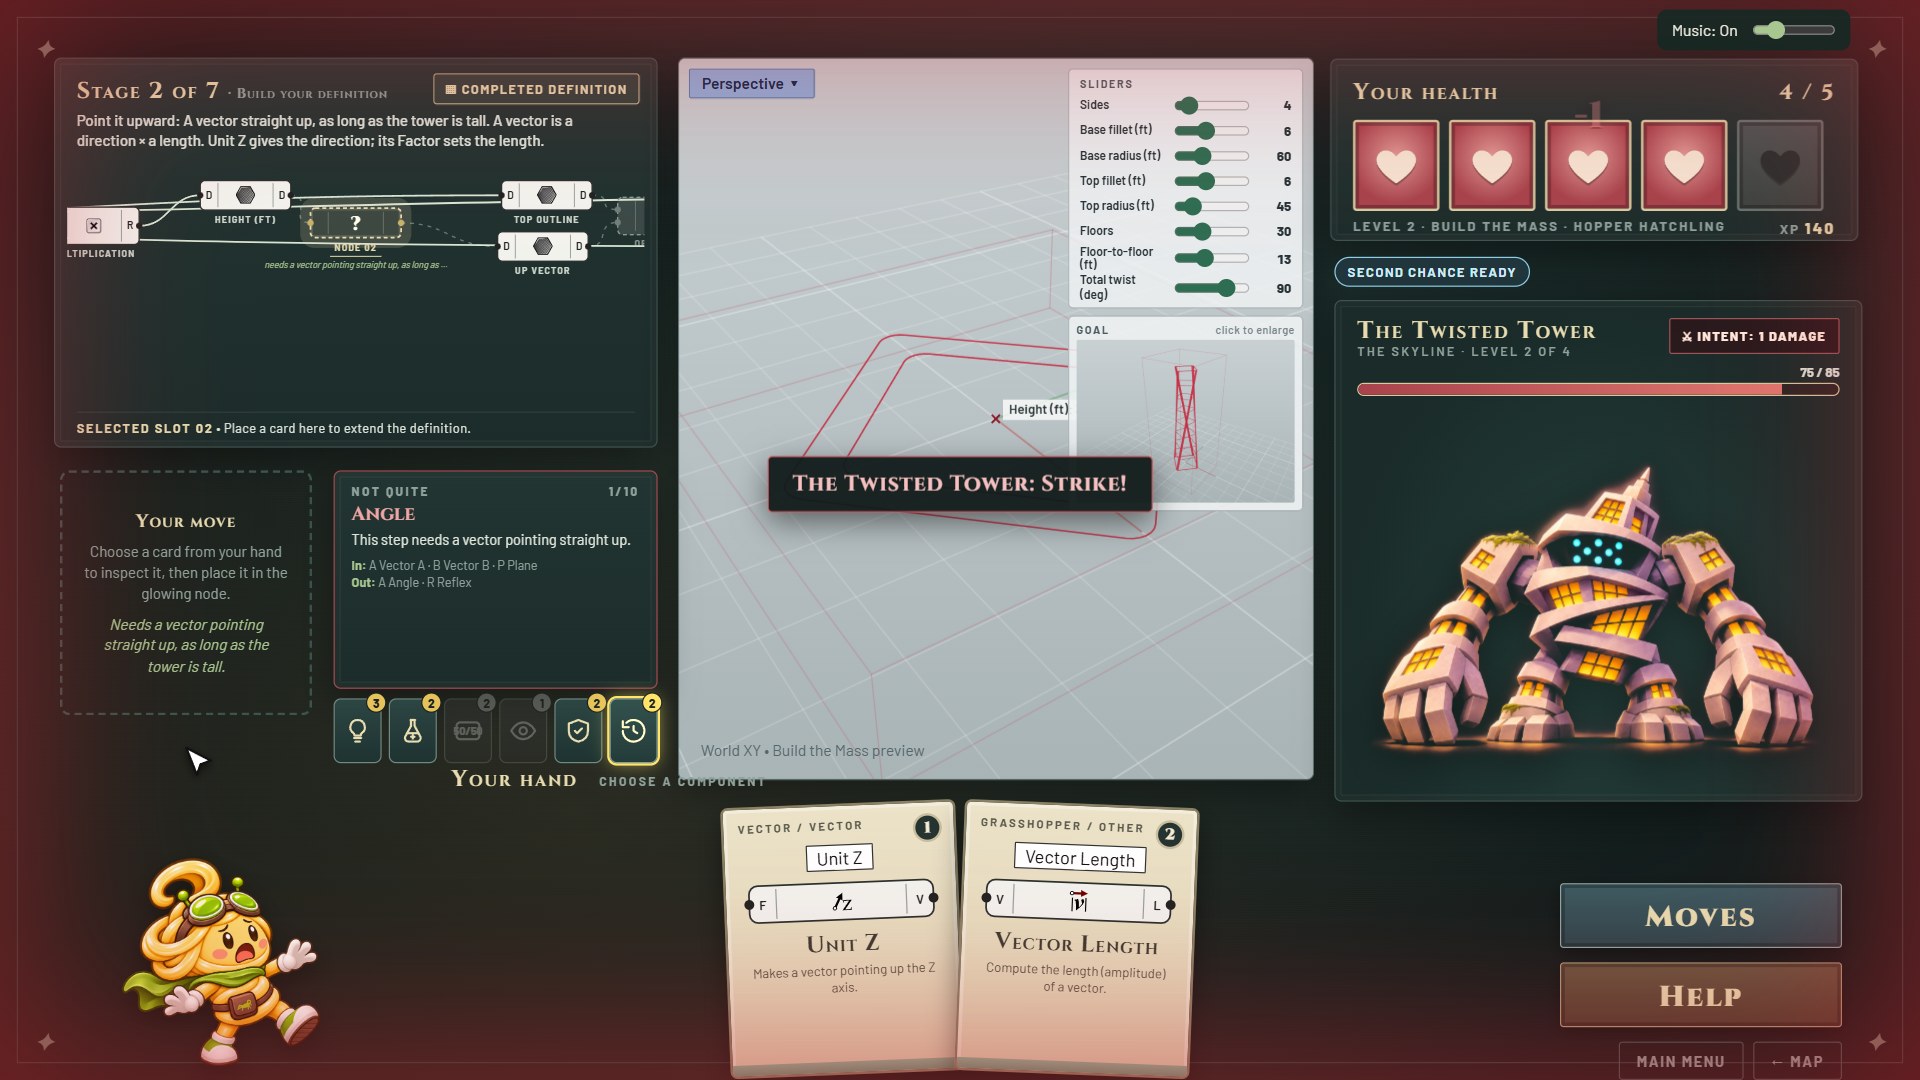 Music: On
Stage 2 of 7 · Build your definition
COMPLETED DEFINITION
Point it upward: A vector straight up, as long as the tower is tall. A vector is a
direction × a length. Unit Z gives the direction; its Factor sets the length.
R
LTIPLICATION
D D
HEIGHT (FT)
?
NODE 02
needs a vector pointing straight up, as long as ...
D D
TOP OUTLINE
D D
UP VECTOR
SELECTED SLOT 02 • Place a card here to extend the definition.
Your move
Choose a card from your hand
to inspect it, then place it in the
glowing node.
Needs a vector pointing
straight up, as long as the
tower is tall.
NOT QUITE 1/10
Angle
This step needs a vector pointing straight up.
In: A Vector A · B Vector B · P Plane
Out: A Angle · R Reflex
3
2
2
50/50
1
2
2
Your hand CHOOSE A COMPONENT
Perspective ▼
SLIDERS
Sides 4
Base fillet (ft) 6
Base radius (ft) 60
Top fillet (ft) 6
Top radius (ft) 45
Floors 30
Floor-to-floor
(ft) 13
Total twist
(deg) 90
GOAL click to enlarge
Height (ft)
The Twisted Tower: Strike!
World XY • Build the Mass preview
VECTOR / VECTOR 1
Unit Z
F Z V
Unit Z
Makes a vector pointing up the Z
axis.
GRASSHOPPER / OTHER 2
Vector Length
V |v| L
Vector Length
Compute the length (amplitude)
of a vector.
Your health 4 / 5
-1
LEVEL 2 · BUILD THE MASS · HOPPER HATCHLING XP 140
SECOND CHANCE READY
The Twisted Tower
THE SKYLINE · LEVEL 2 OF 4
INTENT: 1 DAMAGE
75 / 85
Moves
Help
MAIN MENU
← MAP